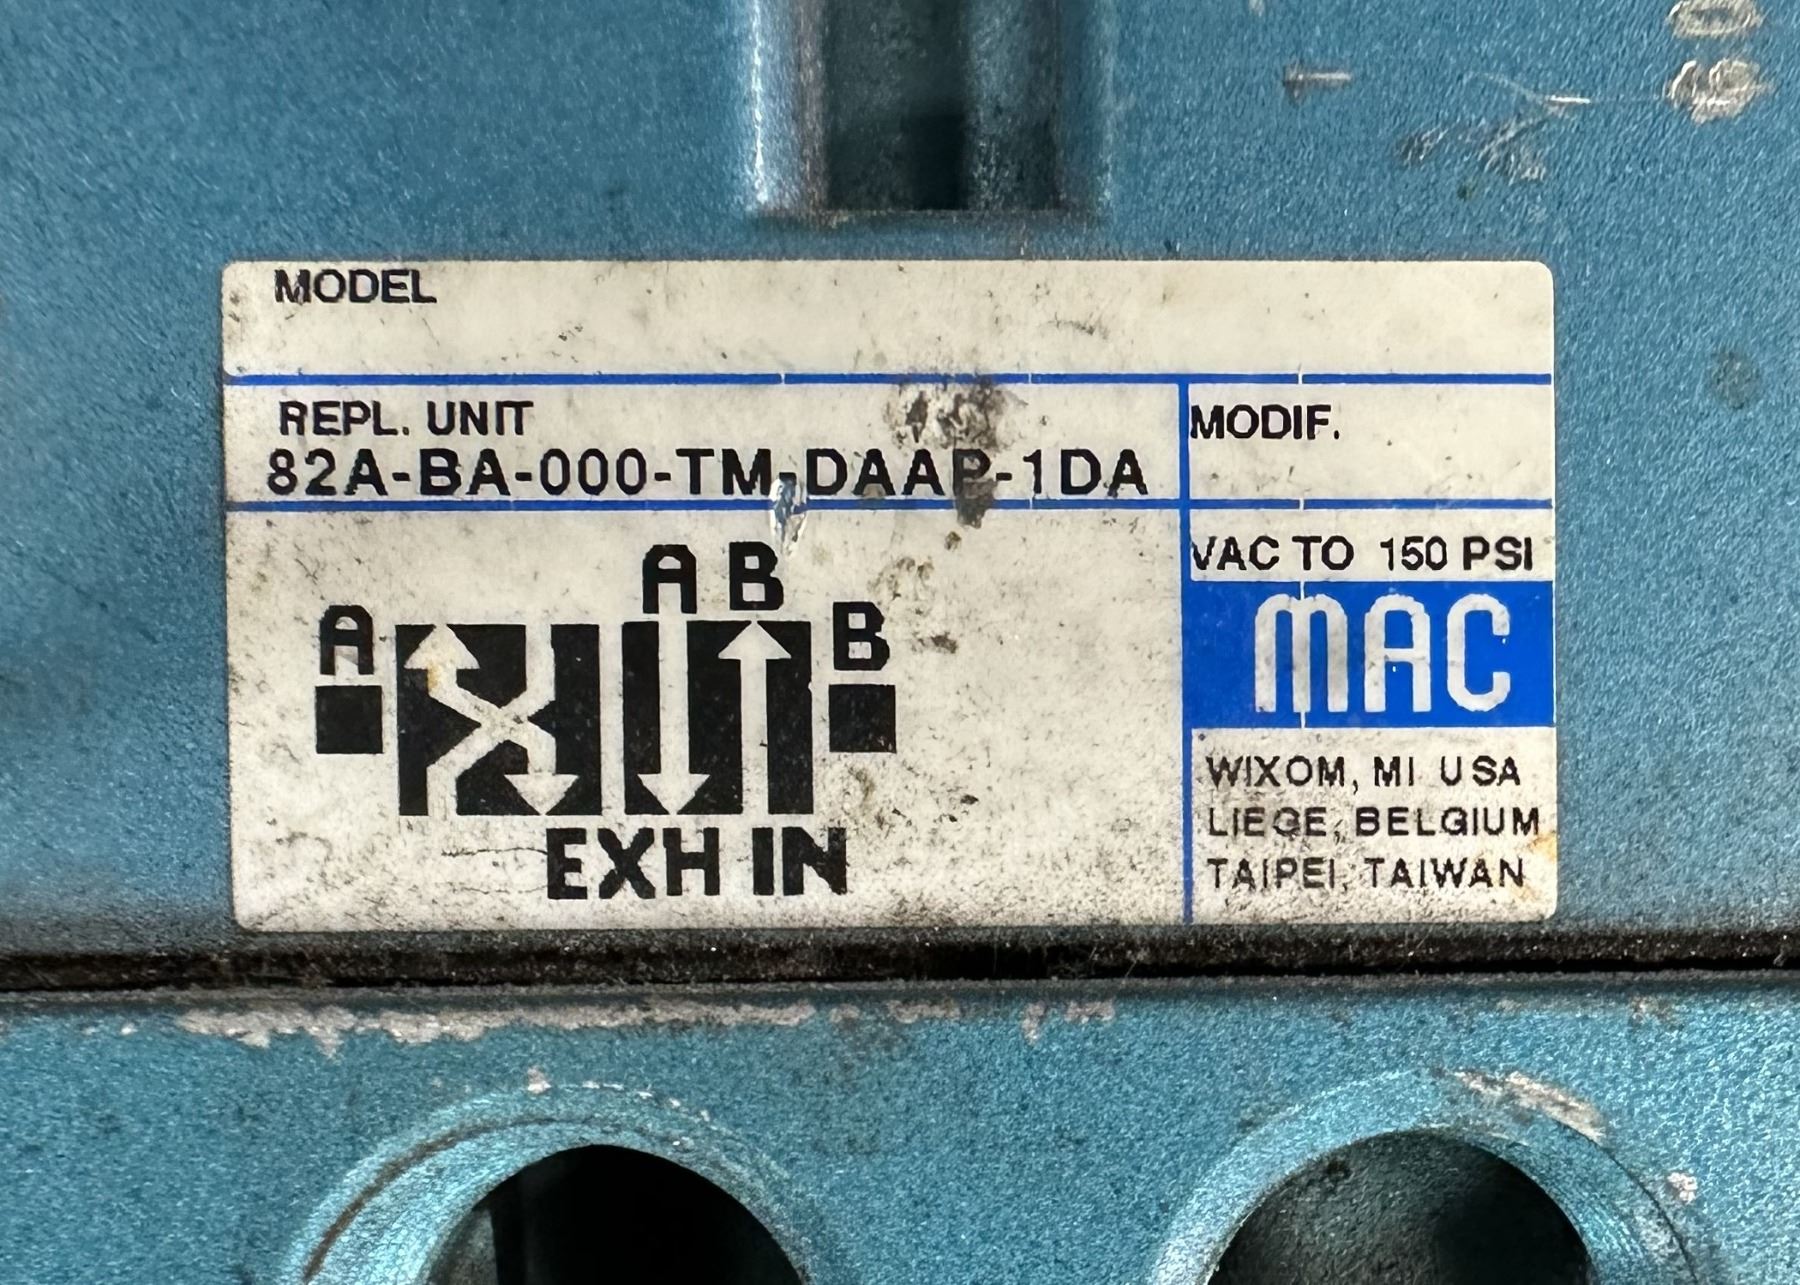 MODEL
REPL. UNIT
82A-BA-000-TM-DAAP-1DA
MODIF.
VAC TO 150 PSI
MAC
WIXOM, MI USA
LIEGE, BELGIUM
TAIPEI, TAIWAN
A B
A B
EXH IN